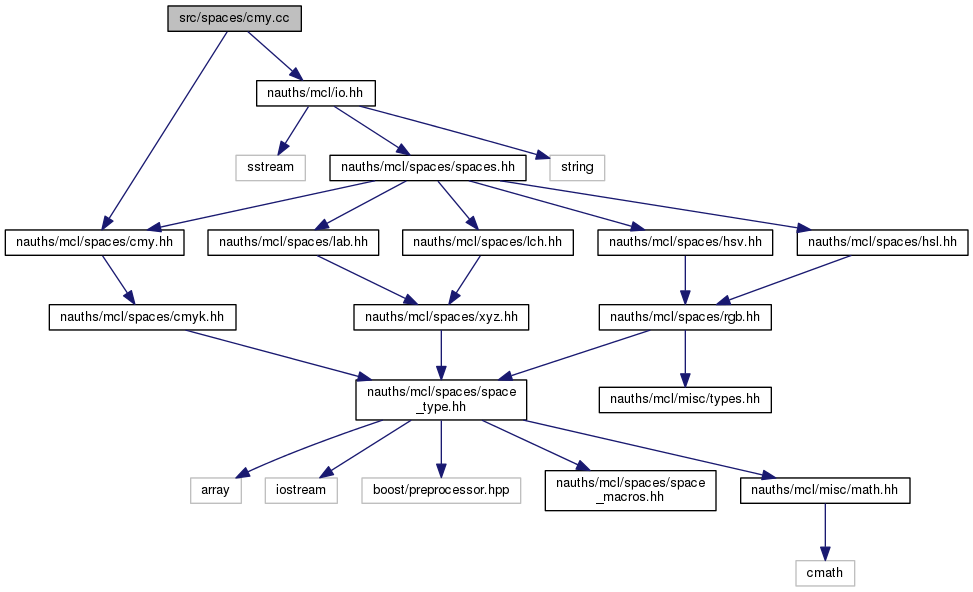 src/spaces/cmy.cc
nauths/mcl/io.hh
sstream
nauths/mcl/spaces/spaces.hh
string
nauths/mcl/spaces/cmy.hh
nauths/mcl/spaces/lab.hh
nauths/mcl/spaces/lch.hh
nauths/mcl/spaces/hsv.hh
nauths/mcl/spaces/hsl.hh
nauths/mcl/spaces/cmyk.hh
nauths/mcl/spaces/xyz.hh
nauths/mcl/spaces/rgb.hh
nauths/mcl/spaces/space
_type.hh
nauths/mcl/misc/types.hh
array
iostream
boost/preprocessor.hpp
nauths/mcl/spaces/space
_macros.hh
nauths/mcl/misc/math.hh
cmath